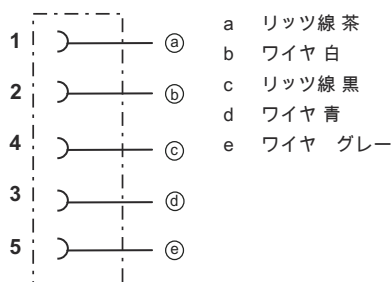 1 ⓐ
2 ⓑ
4 ⓒ
3 ⓓ
5 ⓔ
a リッツ線 茶
b ワイヤ 白
c リッツ線 黒
d ワイヤ 青
e ワイヤ　グレー